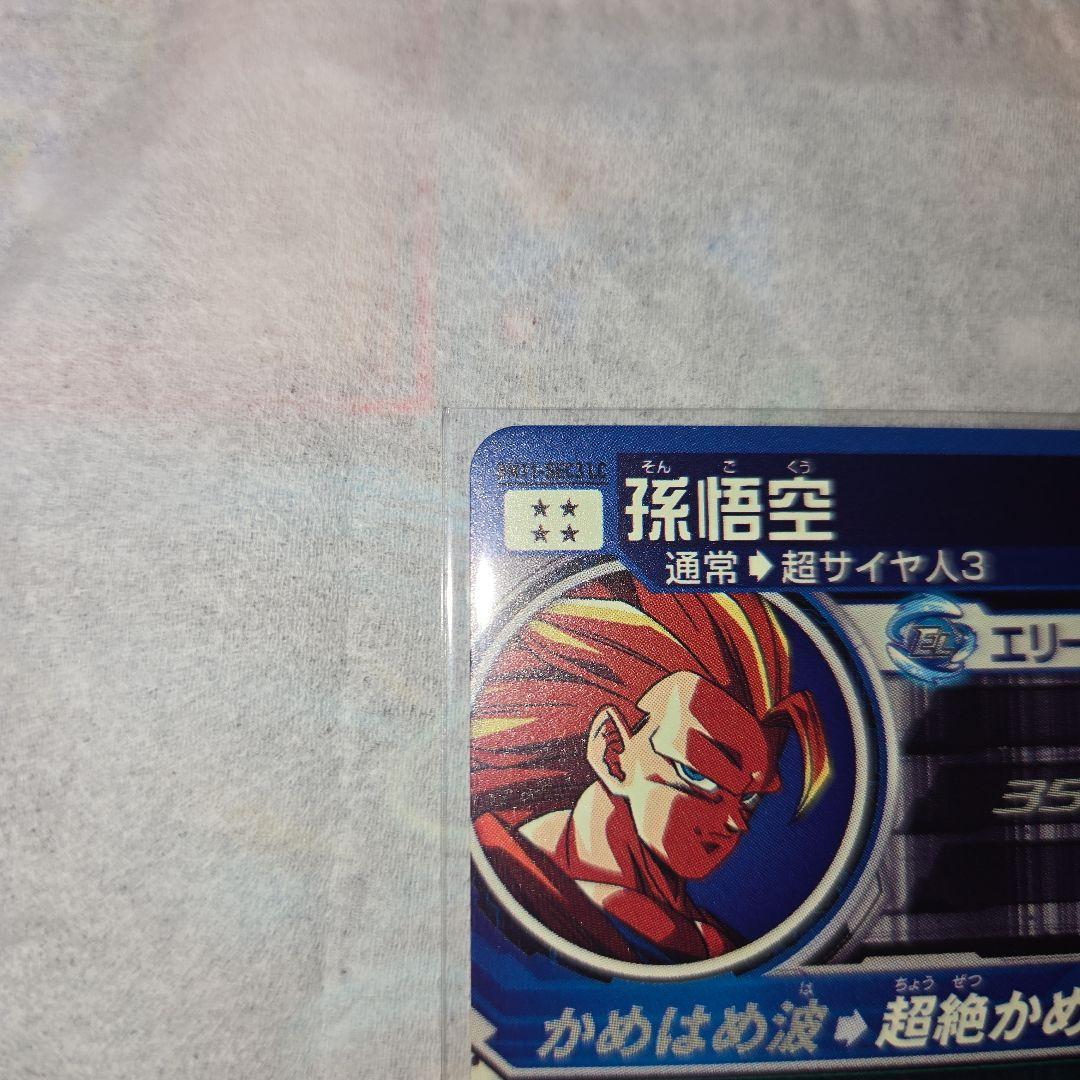 そん ご くう
孫悟空
通常➡超サイヤ人3
EL エリー
35
は ちょう ぜつ
かめはめ波➡超絶かめ